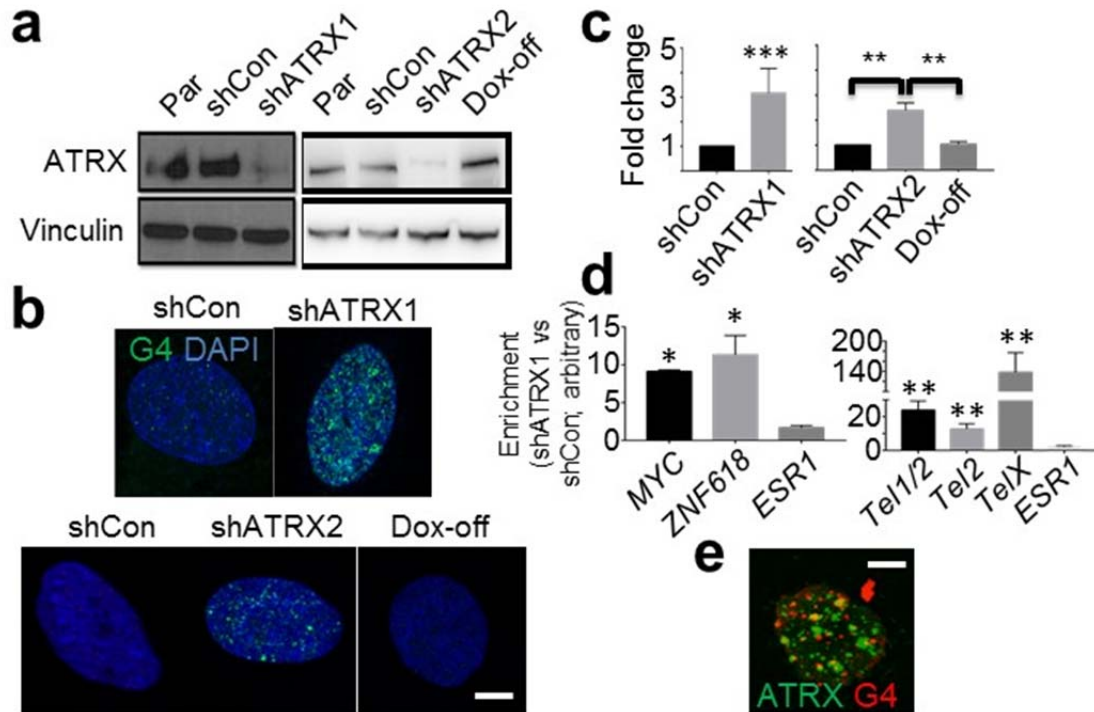 a
Par
shCon
shATRX1
Par
shCon
shATRX2
Dox-off
ATRX
Vinculin
b
shCon
shATRX1
G4 DAPI
shCon
shATRX2
Dox-off
c
Fold change
5
3
1
***
**
**
shCon
shATRX1
shCon
shATRX2
Dox-off
d
Enrichment
(shATRX1 vs
shCon; arbitrary)
15
10
5
0
*
*
MYC
ZNF618
ESR1
200
140
20
0
**
**
**
Tel1/2
Tel2
TelX
ESR1
e
ATRX G4